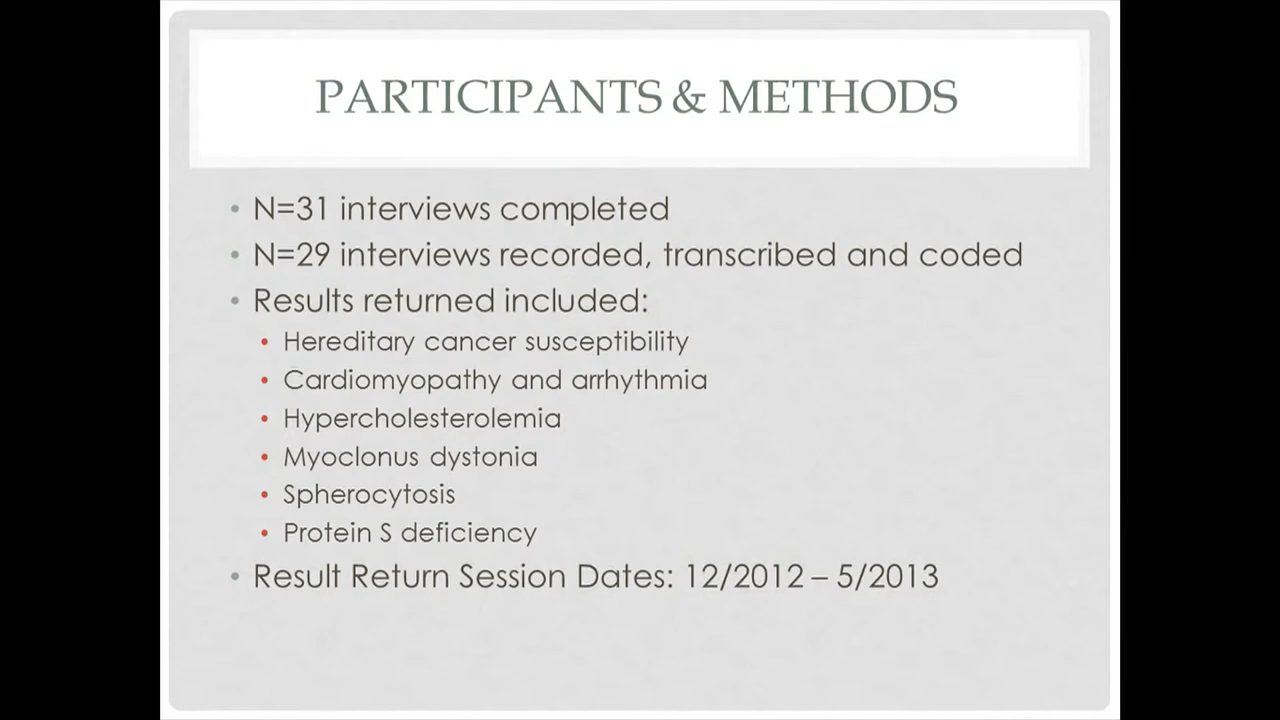 PARTICIPANTS & METHODS
• N=31 interviews completed
• N=29 interviews recorded, transcribed and coded
• Results returned included:
• Hereditary cancer susceptibility
• Cardiomyopathy and arrhythmia
• Hypercholesterolemia
• Myoclonus dystonia
• Spherocytosis
• Protein S deficiency
• Result Return Session Dates: 12/2012 – 5/2013